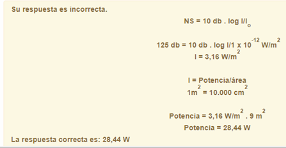 Su respuesta es incorrecta.
NS = 10 db . log I/I₀
125 db = 10 db . log I/1 x 10⁻¹² W/m²
I = 3,16 W/m²
I = Potencia/área
1m² = 10.000 cm²
Potencia = 3,16 W/m² . 9 m²
Potencia = 28,44 W
La respuesta correcta es: 28,44 W